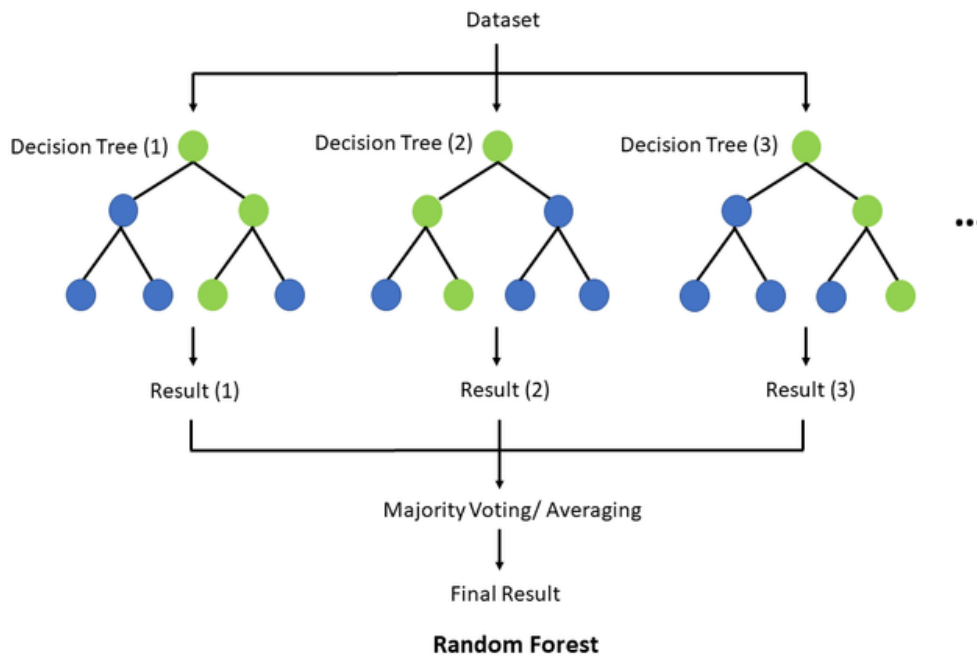 Dataset
Decision Tree (1)
Decision Tree (2)
Decision Tree (3)
...
Result (1)
Result (2)
Result (3)
Majority Voting/ Averaging
Final Result
Random Forest